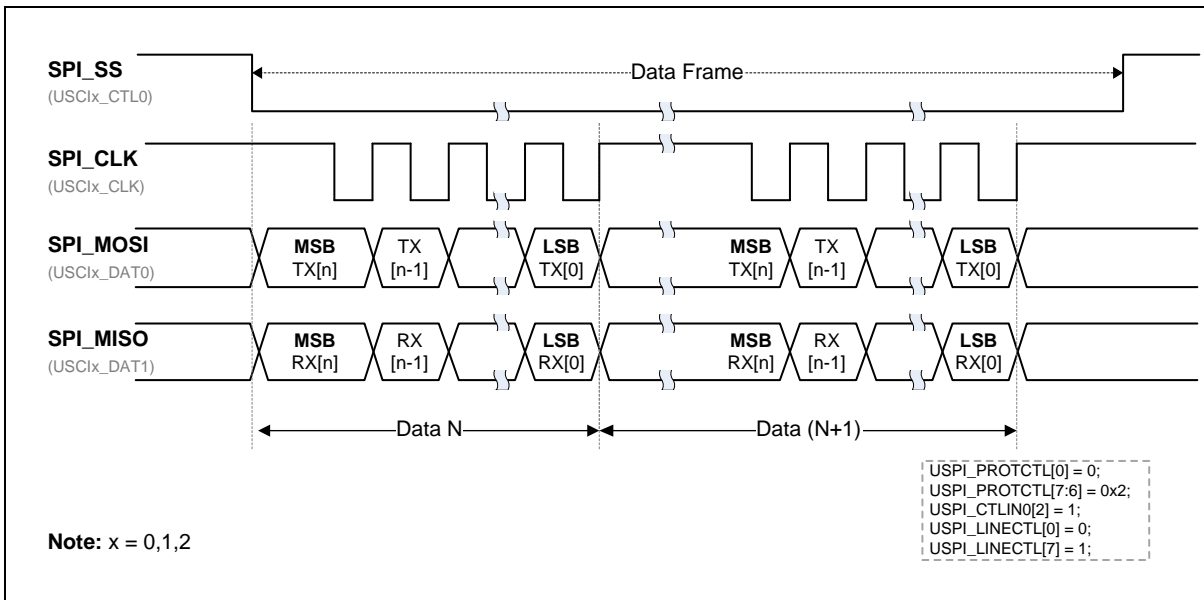 Data Frame
SPI_SS
(USCIx_CTL0)
SPI_CLK
(USCIx_CLK)
SPI_MOSI
(USCIx_DAT0)
MSB
TX[n]
TX
[n-1]
LSB
TX[0]
MSB
TX[n]
TX
[n-1]
LSB
TX[0]
SPI_MISO
(USCIx_DAT1)
MSB
RX[n]
RX
[n-1]
LSB
RX[0]
MSB
RX[n]
RX
[n-1]
LSB
RX[0]
Data N
Data (N+1)
USPI_PROTCTL[0] = 0;
USPI_PROTCTL[7:6] = 0x2;
USPI_CTLIN0[2] = 1;
USPI_LINECTL[0] = 0;
USPI_LINECTL[7] = 1;
Note: x = 0,1,2